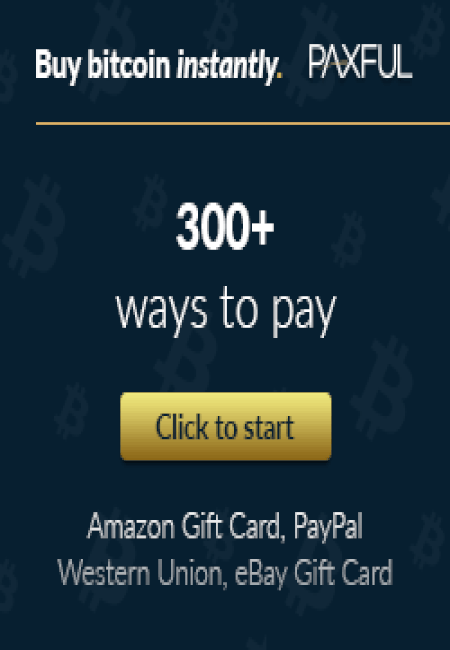 Buy bitcoin instantly. PAXFUL
300+
ways to pay
Click to start
Amazon Gift Card, PayPal
Western Union, eBay Gift Card